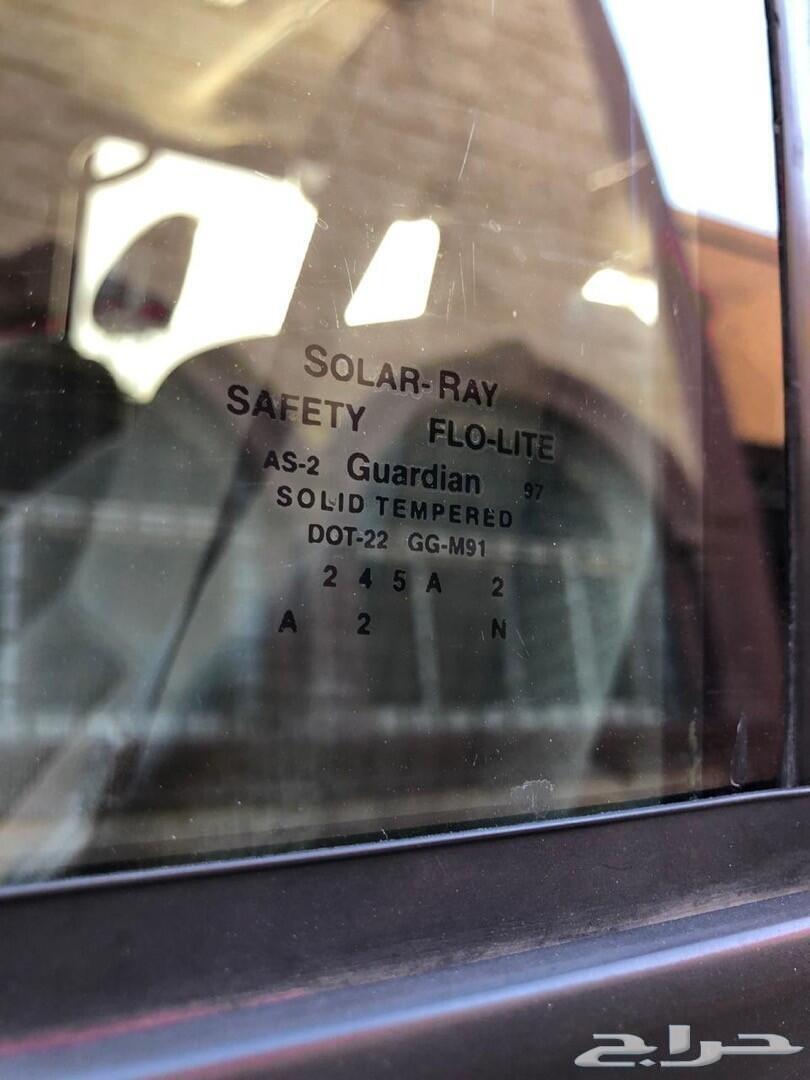 SOLAR-RAY
SAFETY FLO-LITE
AS-2 Guardian 97
SOLID TEMPERED
DOT-22 GG-M91
2 4 5 A 2
A 2 N
حراج